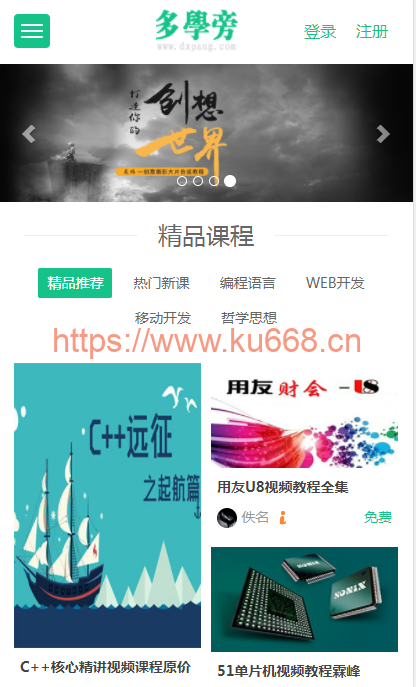 多學旁
www.dxpang.com
登录 注册
打造你的
创想
世界
精品课程
精品推荐 热门新课 编程语言 WEB开发
移动开发 哲学思想
https://www.ku668.cn
C++远征
之起航篇
用友财会-U8
用友U8视频教程全集
佚名 免费
SONIX
SONIX
C++核心精讲视频课程原价
51单片机视频教程霖峰